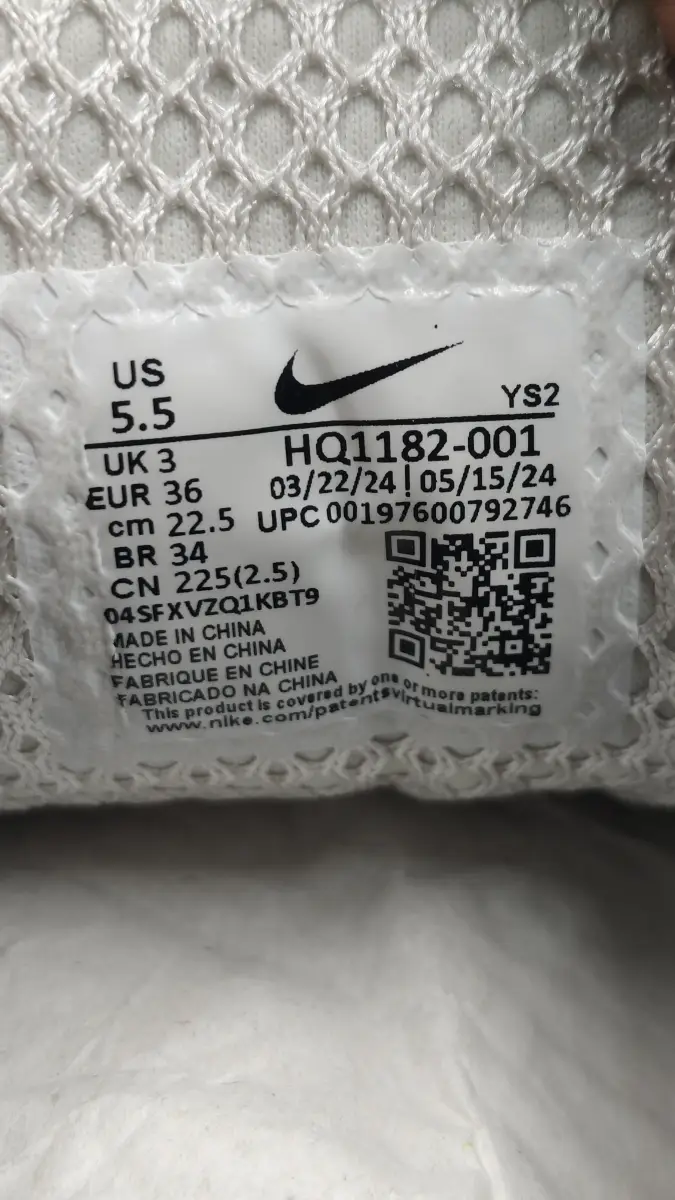 US
5.5
YS2
UK 3
HQ1182-001
EUR 36
03/22/24 | 05/15/24
cm 22.5
UPC 00197600792746
BR 34
CN 225(2.5)
04SFXVZQ1KBT9
MADE IN CHINA
HECHO EN CHINA
FABRIQUE EN CHINE
FABRICADO NA CHINA
This product is covered by one or more patents:
www.nike.com/patentsvirtualmarking